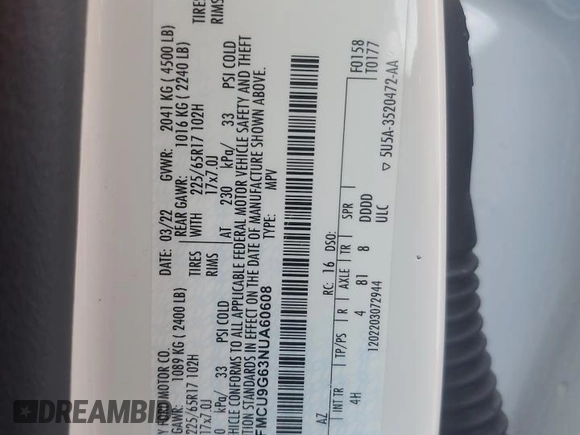 Y FORD MOTOR CO.
DATE: 03/22 GVWR: 2041 KG ( 4500 LB)
GAWR: 1089 KG ( 2400 LB) REAR GAWR: 1016 KG ( 2240 LB)
225/65R17 102H TIRES WITH 225/65R17 102H TIRES
17x7.0J RIMS 17x7.0J RIMS
kPa/ 33 PSI COLD AT 230 kPa/ 33 PSI COLD
VEHICLE CONFORMS TO ALL APPLICABLE FEDERAL MOTOR VEHICLE SAFETY AND THEFT
TION STANDARDS IN EFFECT ON THE DATE OF MANUFACTURE SHOWN ABOVE.
FMCU9G63NUA60608 TYPE: MPV
F0158
T0177
AZ RC: 16 DSO:
INT TR TP/PS R AXLE TR SPR
4H 4 81 8 DDDD
ULC
1202203072944 ▽ 5U5A-3520472-AA
DREAMBID